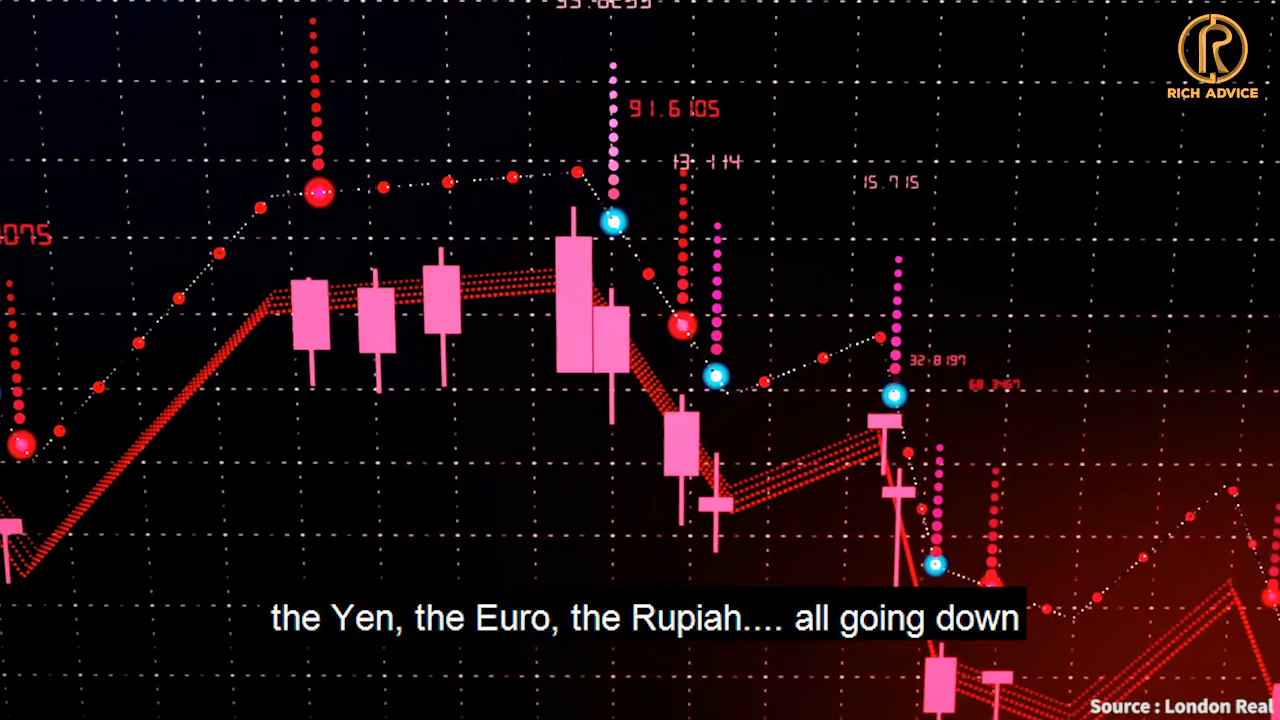 RICH ADVICE
91.6105
13.114
15.715
4075
32.8197
68.3467
the Yen, the Euro, the Rupiah.... all going down
Source : London Real